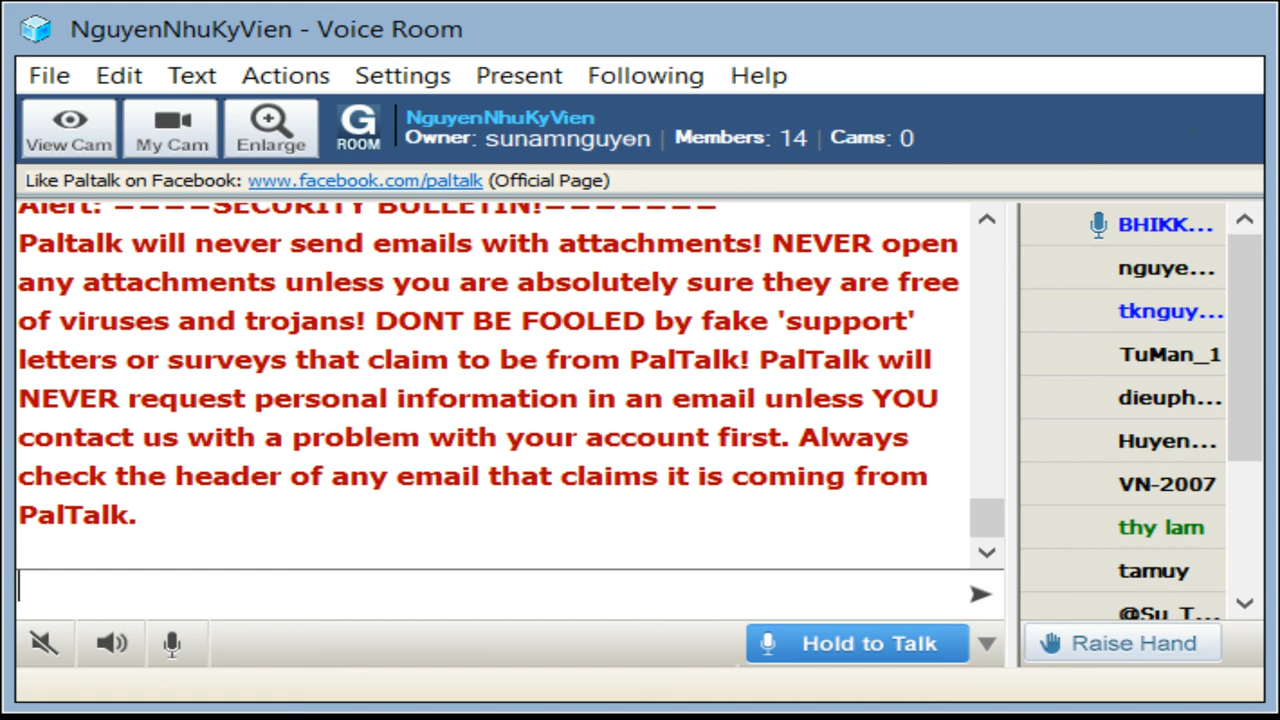 NguyenNhuKyVien - Voice Room
File Edit Text Actions Settings Present Following Help
View Cam My Cam Enlarge G ROOM
NguyenNhuKyVien
Owner: sunamnguyen | Members: 14 | Cams: 0
Like Paltalk on Facebook: www.facebook.com/paltalk (Official Page)
Alert: ====SECURITY BULLETIN!=======
Paltalk will never send emails with attachments! NEVER open
any attachments unless you are absolutely sure they are free
of viruses and trojans! DONT BE FOOLED by fake 'support'
letters or surveys that claim to be from PalTalk! PalTalk will
NEVER request personal information in an email unless YOU
contact us with a problem with your account first. Always
check the header of any email that claims it is coming from
PalTalk.
BHIKK...
nguye...
tknguy...
TuMan_1
dieuph...
Huyen...
VN-2007
thy lam
tamuy
@Su_T...
Hold to Talk
Raise Hand